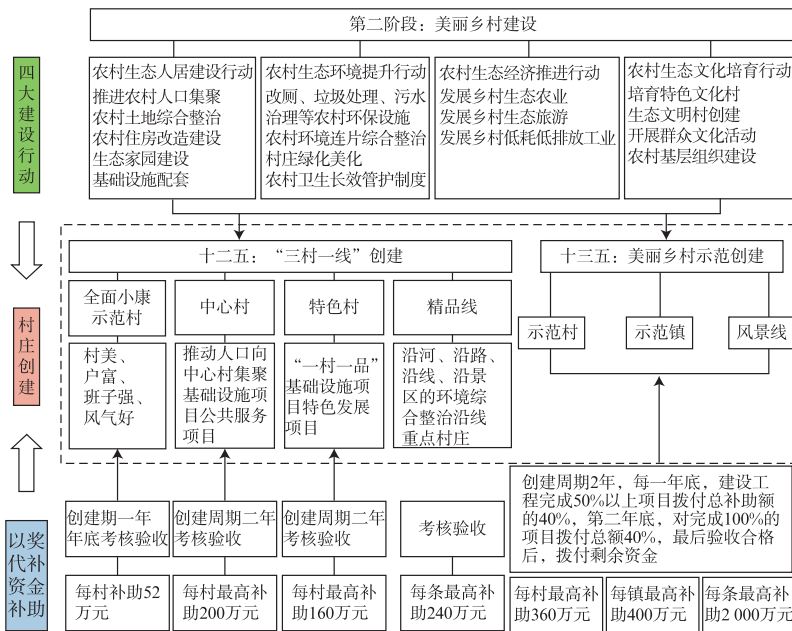 第二阶段：美丽乡村建设
四大建设行动
农村生态人居建设行动
推进农村人口集聚
农村土地综合整治
农村住房改造建设
生态家园建设
基础设施配套
农村生态环境提升行动
改厕、垃圾处理、污水
治理等农村环保设施
农村环境连片综合整治
村庄绿化美化
农村卫生长效管护制度
农村生态经济推进行动
发展乡村生态农业
发展乡村生态旅游
发展乡村低耗低排放工业
农村生态文化培育行动
培育特色文化村
生态文明村创建
开展群众文化活动
农村基层组织建设
村庄创建
十二五：“三村一线”创建
全面小康
示范村
中心村
特色村
精品线
村美、
户富、
班子强、
风气好
推动人口向
中心村集聚
基础设施项
目公共服务
项目
“一村一品”
基础设施项
目特色发展
项目
沿河、沿路、
沿线、沿景
区的环境综
合整治沿线
重点村庄
十三五：美丽乡村示范创建
示范村
示范镇
风景线
以奖代补资金补助
创建期一年
年底考核验收
创建周期二年
考核验收
创建周期二年
考核验收
考核验收
创建周期2年，每一年底，建设工
程完成50%以上项目拨付总补助额
的40%，第二年底，对完成100%的
项目拨付总额40%，最后验收合格
后，拨付剩余资金
每村补助52
万元
每村最高补
助200万元
每村最高补
助160万元
每条最高补
助240万元
每村最高补
助360万元
每镇最高补
助400万元
每条最高补
助2 000万元